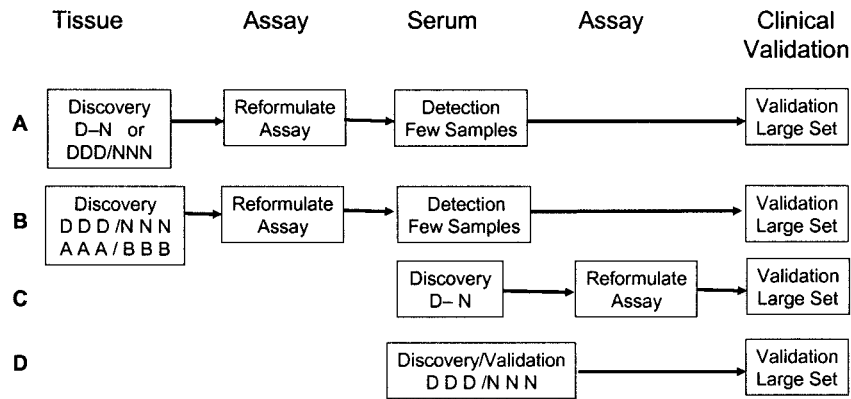 Tissue Assay Serum Assay Clinical
Validation
A
Discovery
D–N or
DDD/NNN
Reformulate
Assay
Detection
Few Samples
Validation
Large Set
B
Discovery
D D D /N N N
A A A / B B B
Reformulate
Assay
Detection
Few Samples
Validation
Large Set
C
Discovery
D– N
Reformulate
Assay
Validation
Large Set
D
Discovery/Validation
D D D /N N N
Validation
Large Set